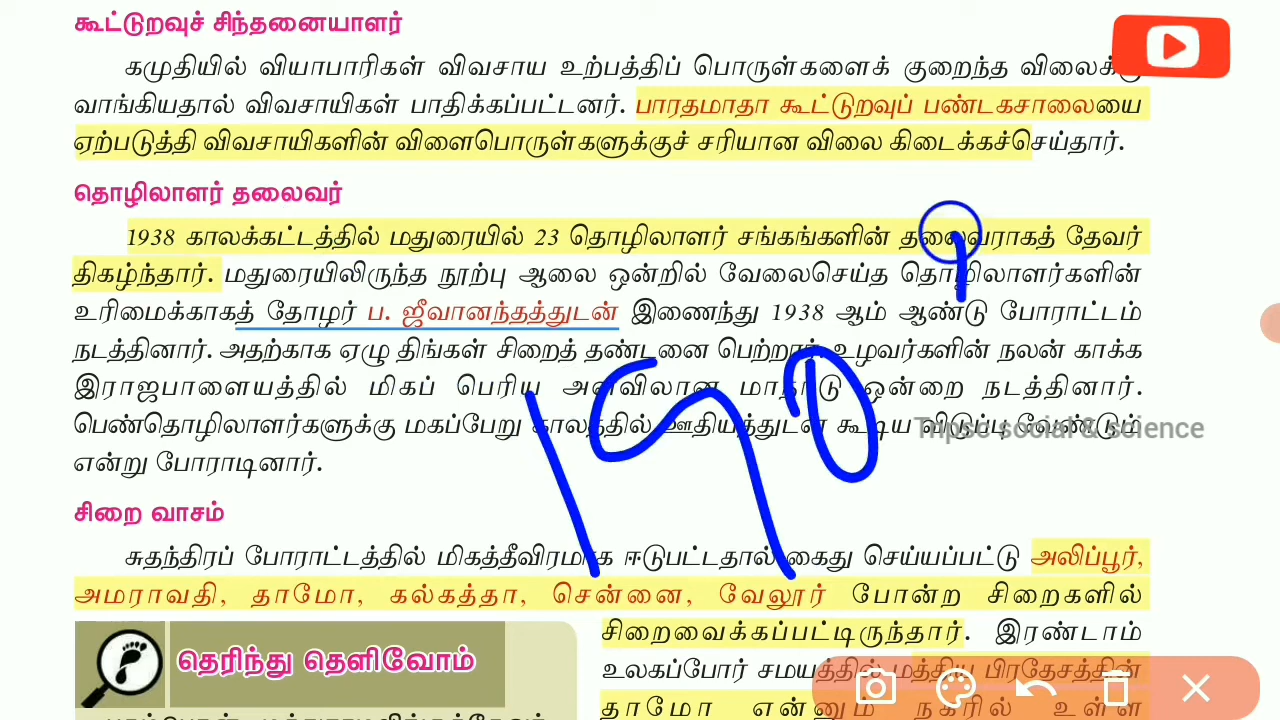 கூட்டுறவுச் சிந்தனையாளர்
கமுதியில் வியாபாரிகள் விவசாய உற்பத்திப் பொருள்களைக் குறைந்த விலைக்கு
வாங்கியதால் விவசாயிகள் பாதிக்கப்பட்டனர். பாரதமாதா கூட்டுறவுப் பண்டகசாலையை
ஏற்படுத்தி விவசாயிகளின் விளைபொருள்களுக்குச் சரியான விலை கிடைக்கச்செய்தார்.
தொழிலாளர் தலைவர்
1938 காலக்கட்டத்தில் மதுரையில் 23 தொழிலாளர் சங்கங்களின் தலைவராகத் தேவர்
திகழ்ந்தார். மதுரையிலிருந்த நூற்பு ஆலை ஒன்றில் வேலைசெய்த தொழிலாளர்களின்
உரிமைக்காகத் தோழர் ப. ஜீவானந்தத்துடன் இணைந்து 1938 ஆம் ஆண்டு போராட்டம்
நடத்தினார். அதற்காக ஏழு திங்கள் சிறைத் தண்டனை பெற்றார். உழவர்களின் நலன் காக்க
இராஜபாளையத்தில் மிகப் பெரிய அளவிலான மாநாடு ஒன்றை நடத்தினார்.
பெண்தொழிலாளர்களுக்கு மகப்பேறு காலத்தில் ஊதியத்துடன் கூடிய விடுப்பு வேண்டும்
என்று போராடினார்.
Tnpsc social & science
190
சிறை வாசம்
சுதந்திரப் போராட்டத்தில் மிகத்தீவிரமாக ஈடுபட்டதால் கைது செய்யப்பட்டு அலிப்பூர்,
அமராவதி, தாமோ, கல்கத்தா, சென்னை, வேலூர் போன்ற சிறைகளில்
சிறைவைக்கப்பட்டிருந்தார். இரண்டாம்
உலகப்போர் சமயத்தில் மத்திய பிரதேசத்தின்
தாமோ என்னும் நகரில் உள்ள
தெரிந்து தெளிவோம்